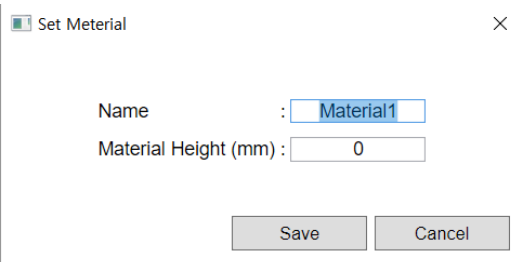 Set Meterial
Name : Material1
Material Height (mm) : 0
Save Cancel